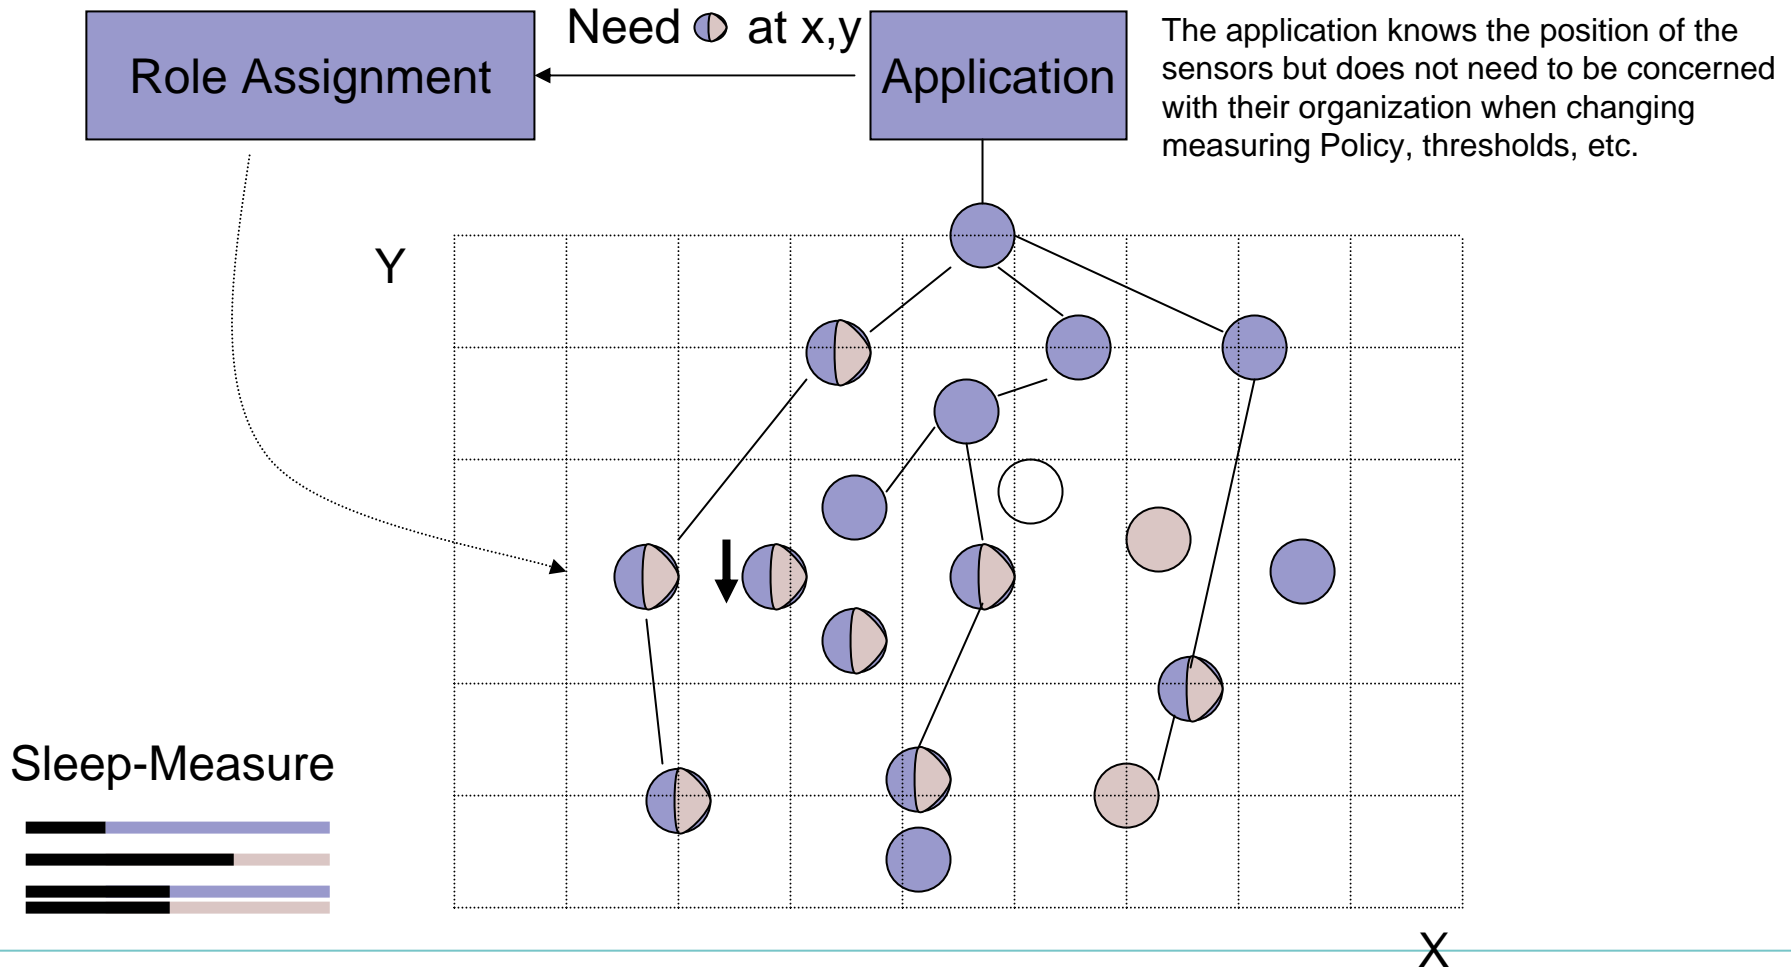 Need at x,y
Role Assignment
Application
The application knows the position of the
sensors but does not need to be concerned
with their organization when changing
measuring Policy, thresholds, etc.
Y
Sleep-Measure
X